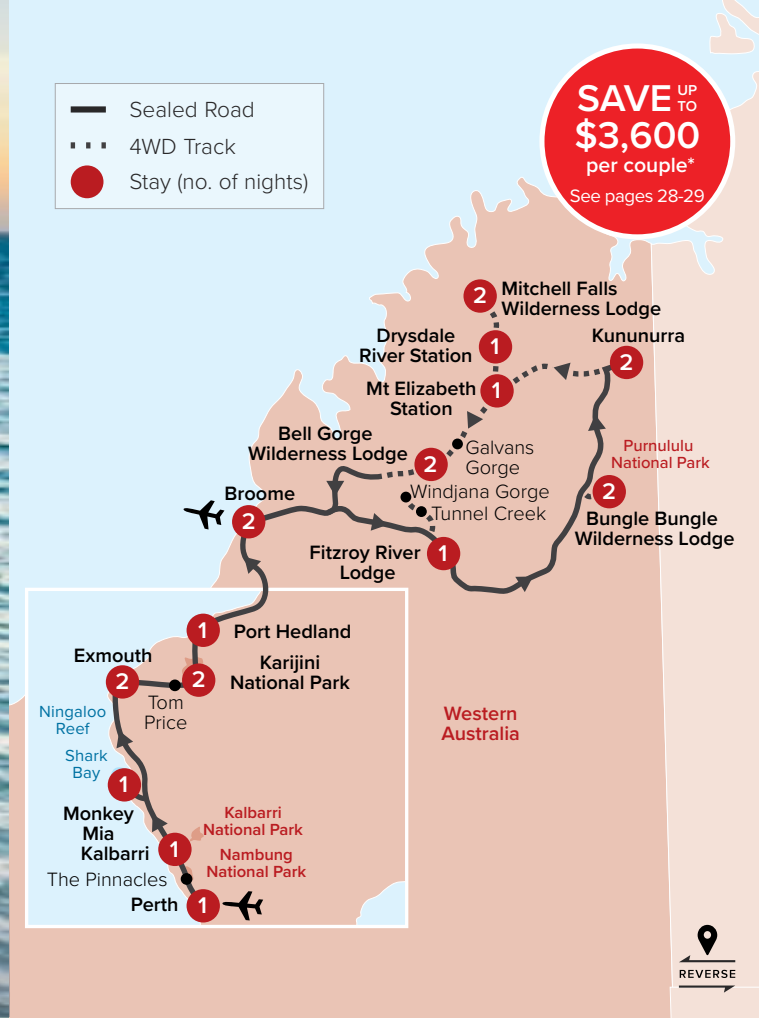 Sealed Road
4WD Track
Stay (no. of nights)
SAVE UP TO
$3,600
per couple*
See pages 28-29
2
Mitchell Falls
Wilderness Lodge
Drysdale
River Station
1
Kununurra
2
Mt Elizabeth
Station
1
Bell Gorge
Wilderness Lodge
2
Galvans
Gorge
Purnululu
National Park
2
Windjana Gorge
Tunnel Creek
Bungle Bungle
Wilderness Lodge
Broome
2
Fitzroy River
Lodge
1
1
Port Hedland
Exmouth
2
2
Karijini
National Park
Tom
Price
Ningaloo
Reef
Western
Australia
Shark
Bay
1
Monkey
Mia
Kalbarri
1
Kalbarri
National Park
Nambung
National Park
The Pinnacles
Perth
1
REVERSE